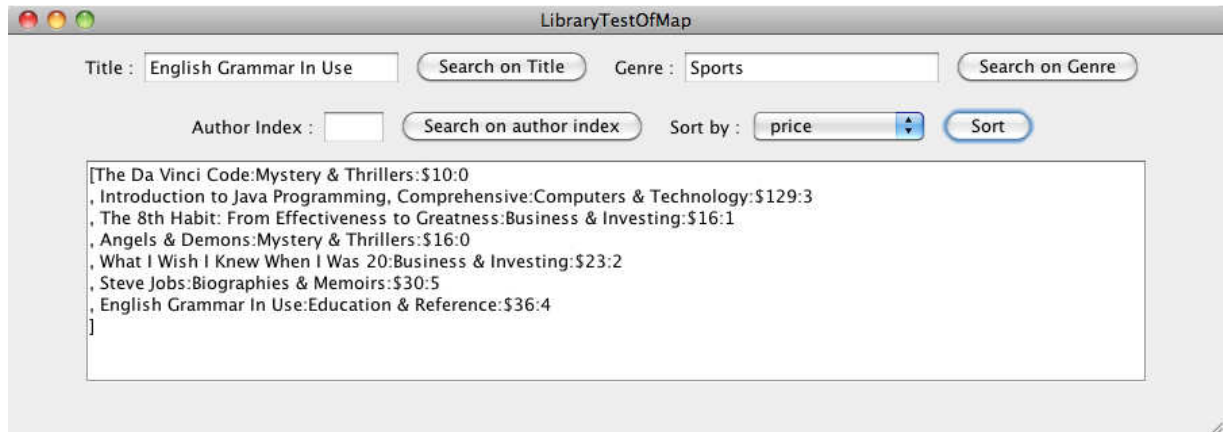 LibraryTestOfMap
Title : English Grammar In Use Search on Title Genre : Sports Search on Genre
Author Index : Search on author index Sort by : price Sort
[The Da Vinci Code:Mystery & Thrillers:$10:0
, Introduction to Java Programming, Comprehensive:Computers & Technology:$129:3
, The 8th Habit: From Effectiveness to Greatness:Business & Investing:$16:1
, Angels & Demons:Mystery & Thrillers:$16:0
, What I Wish I Knew When I Was 20:Business & Investing:$23:2
, Steve Jobs:Biographies & Memoirs:$30:5
, English Grammar In Use:Education & Reference:$36:4
]